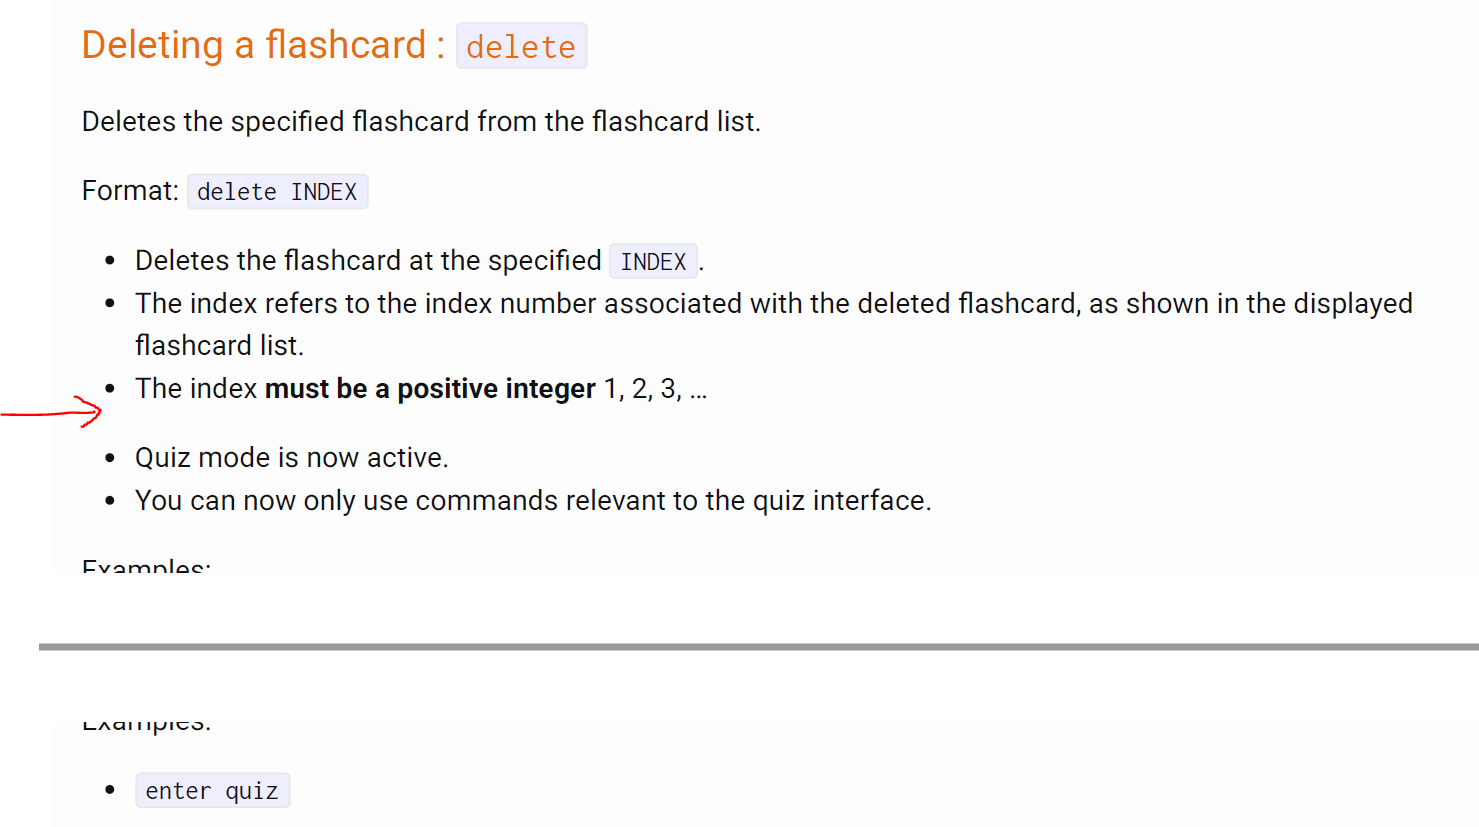 Deleting a flashcard : delete
Deletes the specified flashcard from the flashcard list.
Format: delete INDEX
• Deletes the flashcard at the specified INDEX.
• The index refers to the index number associated with the deleted flashcard, as shown in the displayed
flashcard list.
• The index must be a positive integer 1, 2, 3, …
• Quiz mode is now active.
• You can now only use commands relevant to the quiz interface.
Examples:
Examples:
• enter quiz